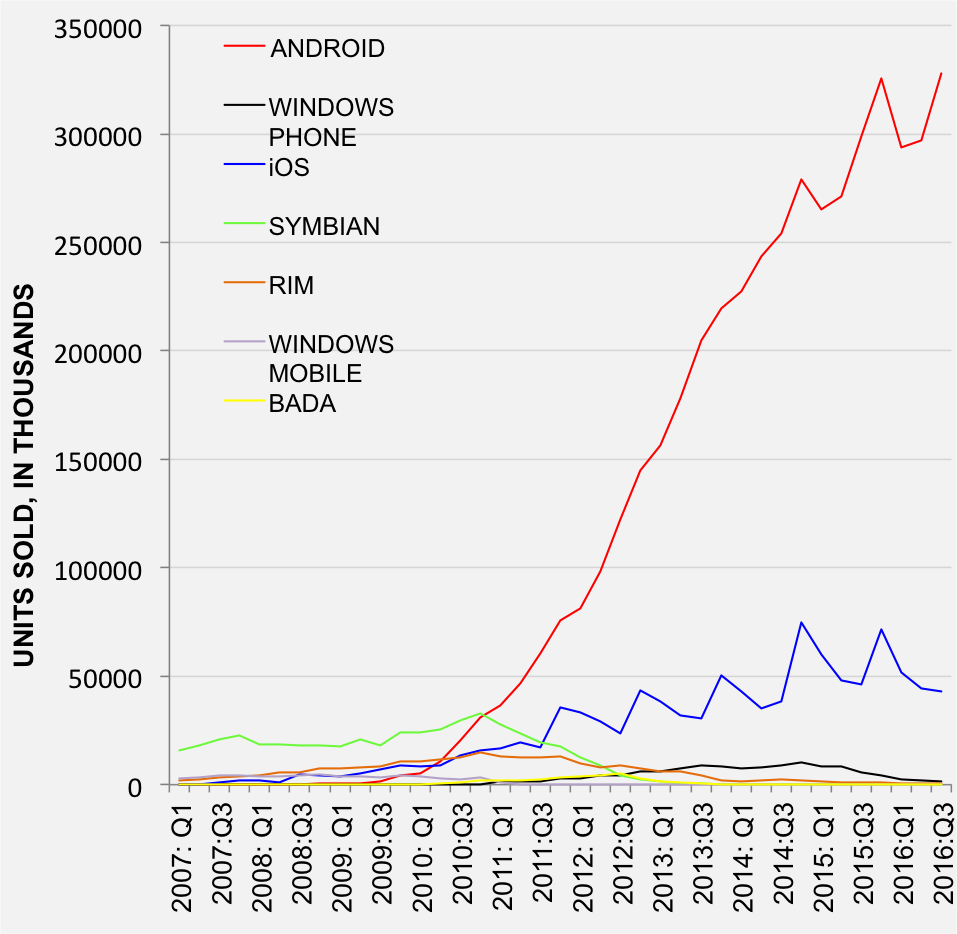 350000
300000
250000
200000
150000
100000
50000
0
UNITS SOLD, IN THOUSANDS
ANDROID
WINDOWS
PHONE
iOS
SYMBIAN
RIM
WINDOWS
MOBILE
BADA
2007: Q1
2007:Q3
2008: Q1
2008:Q3
2009: Q1
2009:Q3
2010: Q1
2010:Q3
2011: Q1
2011:Q3
2012: Q1
2012:Q3
2013: Q1
2013:Q3
2014: Q1
2014:Q3
2015: Q1
2015:Q3
2016:Q1
2016:Q3